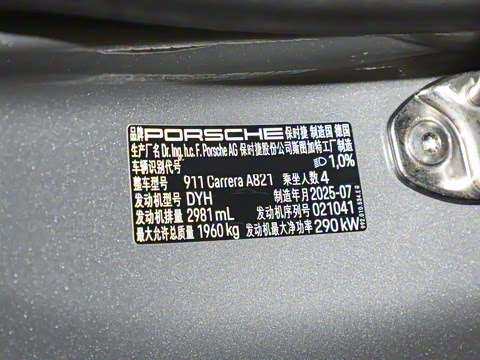 品牌 PORSCHE 保时捷 制造国 德国
生产厂名 Dr. Ing. h.c. F. Porsche AG 保时捷股份公司斯图加特工厂制造
车辆识别代号 1,0%
整车型号 911 Carrera A821 乘坐人数 4
发动机型号 DYH 制造年月 2025-07
发动机排量 2981 mL 发动机序列号 021041
最大允许总质量 1960 kg 发动机最大净功率 290 kW